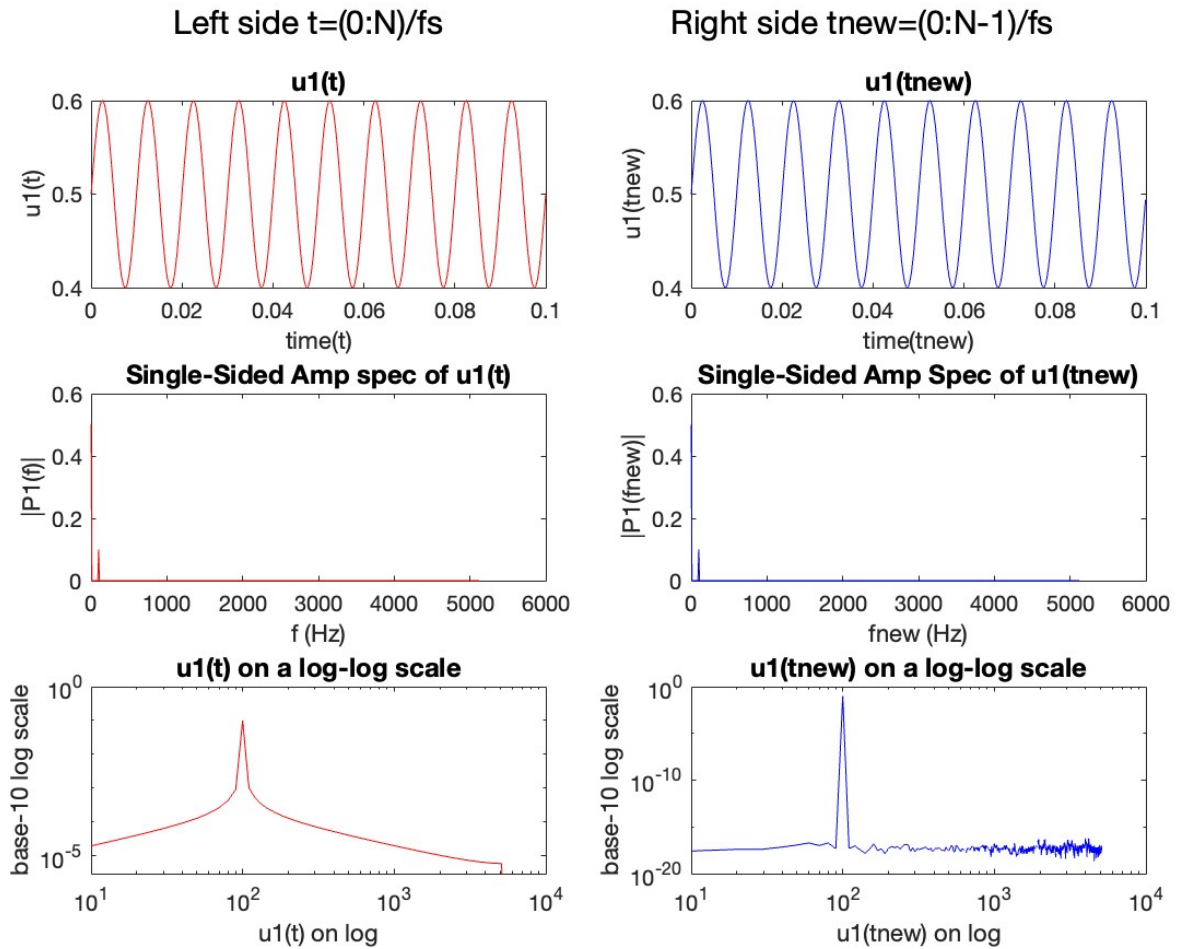 Left side t=(0:N)/fs
Right side tnew=(0:N-1)/fs
u1(t)
0.6
0.5
0.4
u1(t)
0 0.02 0.04 0.06 0.08 0.1
time(t)
u1(tnew)
0.6
0.5
0.4
u1(tnew)
0 0.02 0.04 0.06 0.08 0.1
time(tnew)
Single-Sided Amp spec of u1(t)
0.6
0.4
0.2
0
|P1(f)|
0 1000 2000 3000 4000 5000 6000
f (Hz)
Single-Sided Amp Spec of u1(tnew)
0.6
0.4
0.2
0
|P1(fnew)|
0 1000 2000 3000 4000 5000 6000
fnew (Hz)
u1(t) on a log-log scale
10^0
10^-5
base-10 log scale
10^1 10^2 10^3 10^4
u1(t) on log
u1(tnew) on a log-log scale
10^0
10^-10
10^-20
base-10 log scale
10^1 10^2 10^3 10^4
u1(tnew) on log